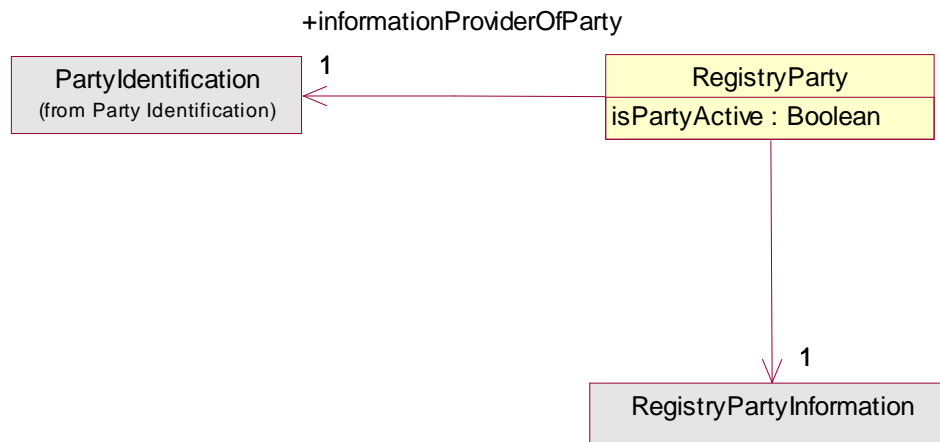 +informationProviderOfParty
PartyIdentification
(from Party Identification)
1
RegistryParty
isPartyActive : Boolean
1
RegistryPartyInformation